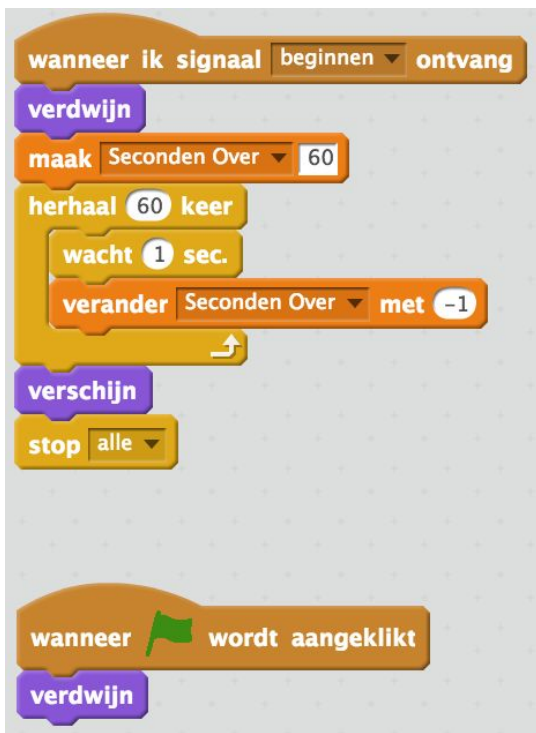 wanneer ik signaal beginnen ontvang
verdwijn
maak Seconden Over 60
herhaal 60 keer
wacht 1 sec.
verander Seconden Over met -1
verschijn
stop alle
wanneer wordt aangeklikt
verdwijn